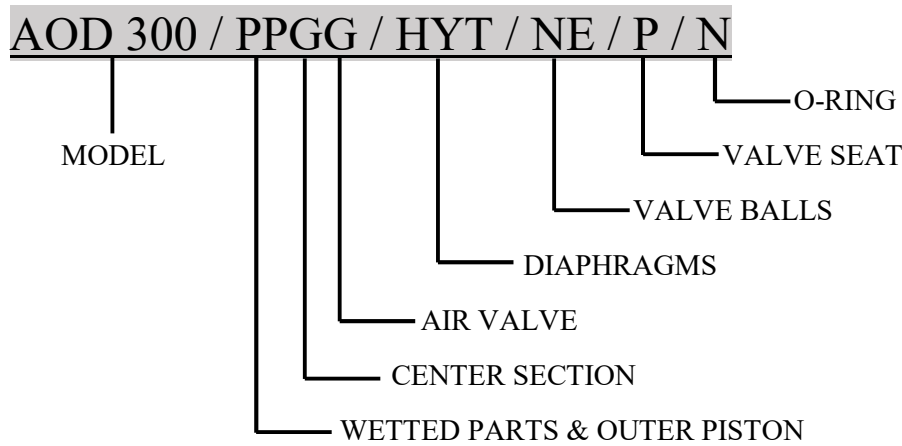 AOD 300 / PPGG / HYT / NE / P / N
O-RING
MODEL
VALVE SEAT
VALVE BALLS
DIAPHRAGMS
AIR VALVE
CENTER SECTION
WETTED PARTS & OUTER PISTON